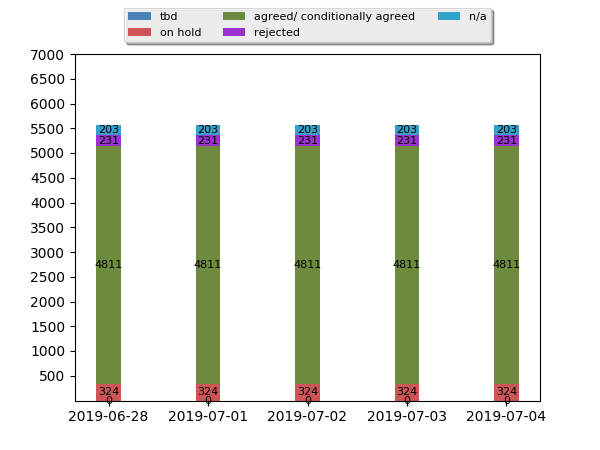 tbd agreed/ conditionally agreed n/a
on hold rejected
7000
6500
6000
5500
5000
4500
4000
3500
3000
2500
2000
1500
1000
500
203 203 203 203 203
231 231 231 231 231
4811 4811 4811 4811 4811
324 324 324 324 324
0 0 0 0 0
2019-06-28 2019-07-01 2019-07-02 2019-07-03 2019-07-04